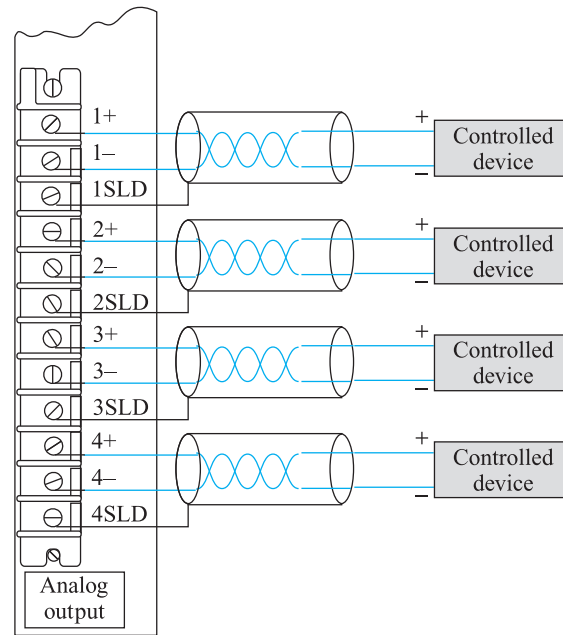 1+
+
Controlled
device
1–
–
1SLD
2+
+
Controlled
device
2–
–
2SLD
3+
+
Controlled
device
3–
–
3SLD
4+
+
Controlled
device
4–
–
4SLD
Analog
output